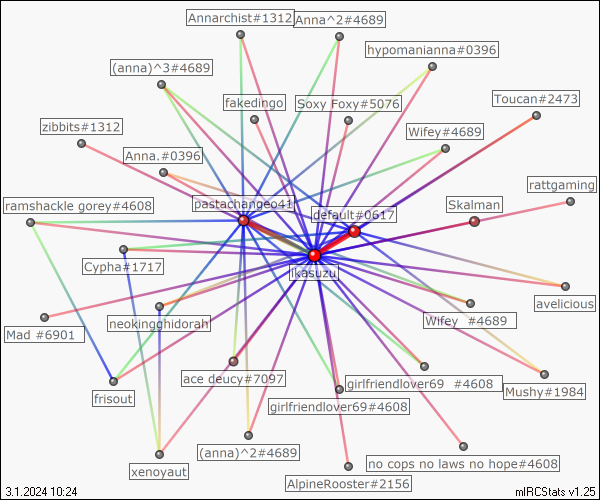 Annarchist#1312
Anna^2#4689
hypomanianna#0396
(anna)^3#4689
fakedingo
Soxy Foxy#5076
Toucan#2473
zibbits#1312
Wifey#4689
Anna.#0396
rattgaming
ramshackle gorey#4608
pastachangeo41
default#0617
Skalman
Cypha#1717
ikasuzu
avelicious
Mad #6901
neokingghidorah
Wifey  #4689
ace deucy#7097
girlfriendlover69  #4608
Mushy#1984
frisout
girlfriendlover69#4608
(anna)^2#4689
xenoyaut
no cops no laws no hope#4608
AlpineRooster#2156
3.1.2024 10:24
mIRCStats v1.25